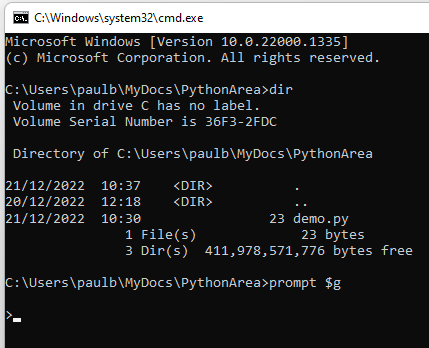 C:\Windows\system32\cmd.exe
Microsoft Windows [Version 10.0.22000.1335]
(c) Microsoft Corporation. All rights reserved.
C:\Users\paulb\MyDocs\PythonArea>dir
Volume in drive C has no label.
Volume Serial Number is 36F3-2FDC
Directory of C:\Users\paulb\MyDocs\PythonArea
21/12/2022  10:37    <DIR>          .
20/12/2022  12:18    <DIR>          ..
21/12/2022  10:30                23 demo.py
1 File(s)             23 bytes
3 Dir(s)  411,978,571,776 bytes free
C:\Users\paulb\MyDocs\PythonArea>prompt $g
>